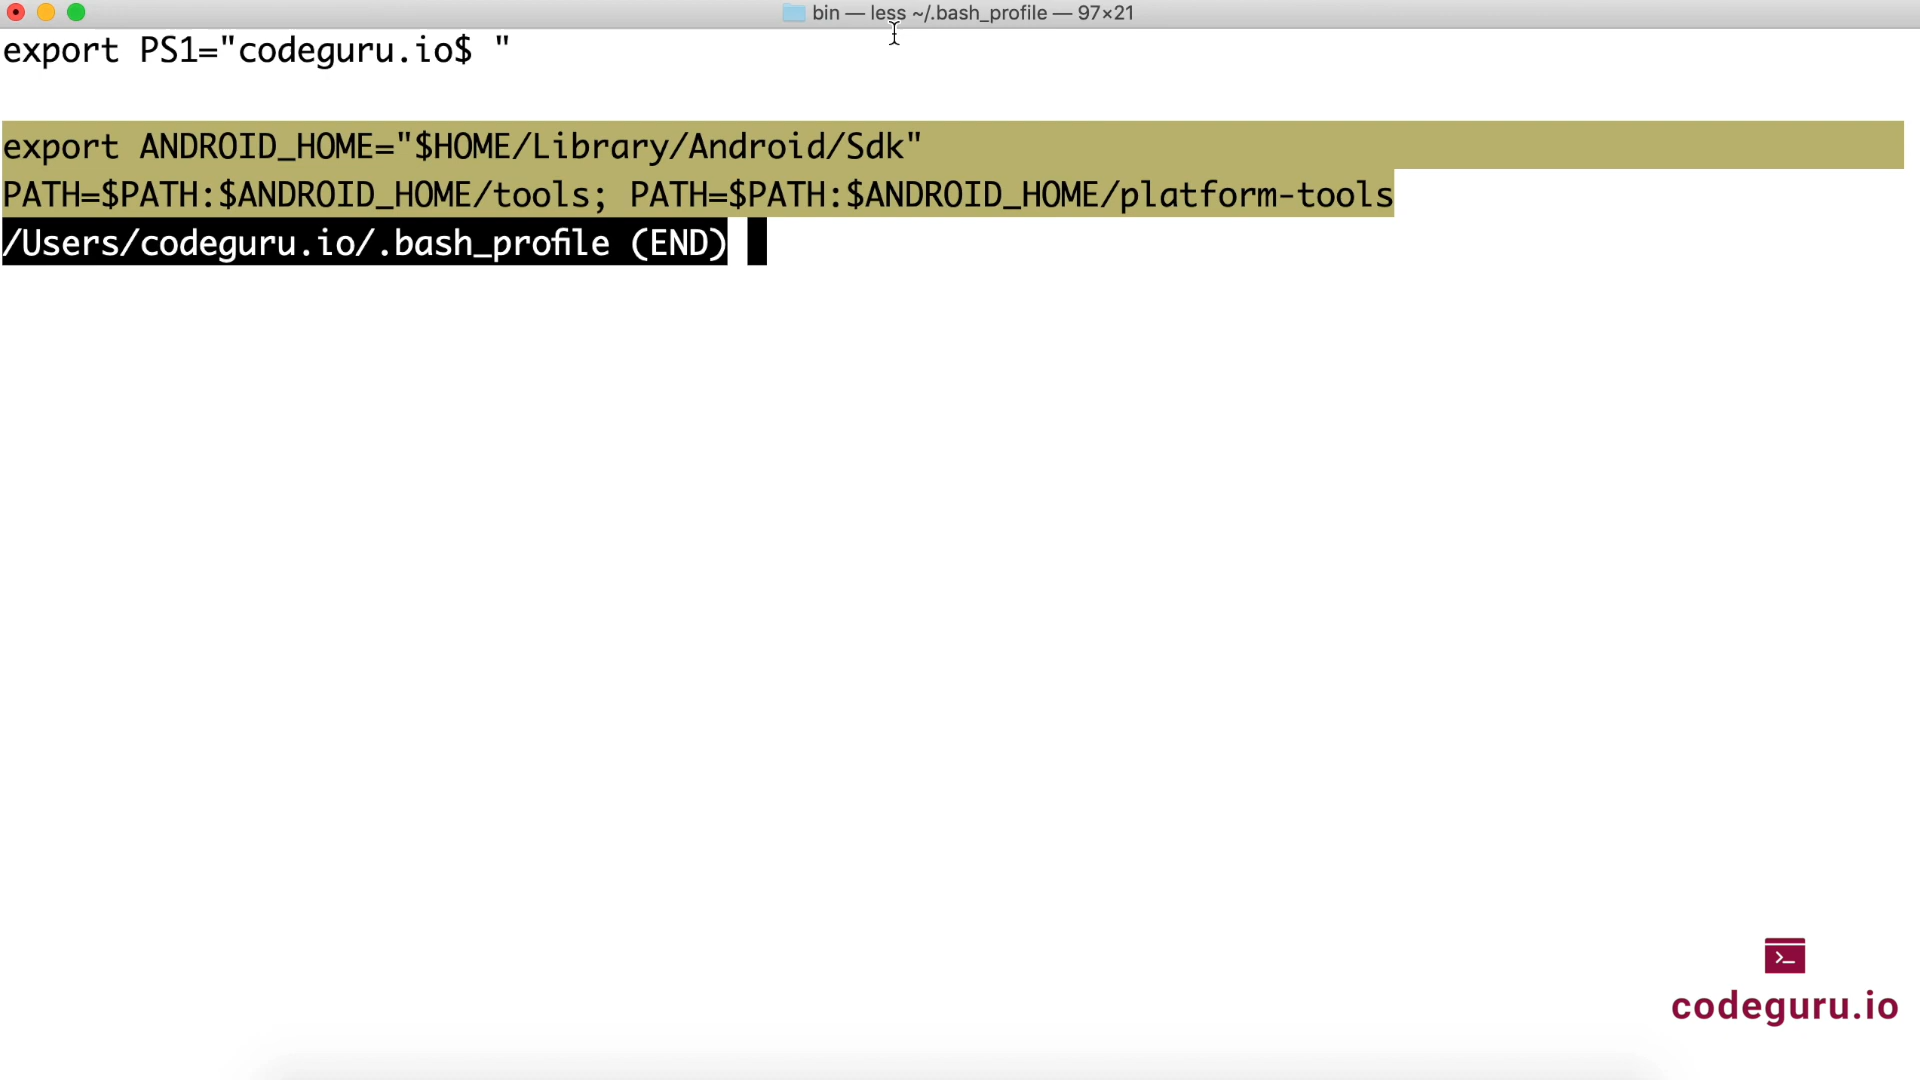 bin — less ~/.bash_profile — 97×21
export PS1="codeguru.io$ "
export ANDROID_HOME="$HOME/Library/Android/Sdk"
PATH=$PATH:$ANDROID_HOME/tools; PATH=$PATH:$ANDROID_HOME/platform-tools
/Users/codeguru.io/.bash_profile (END)
>_
codeguru.io